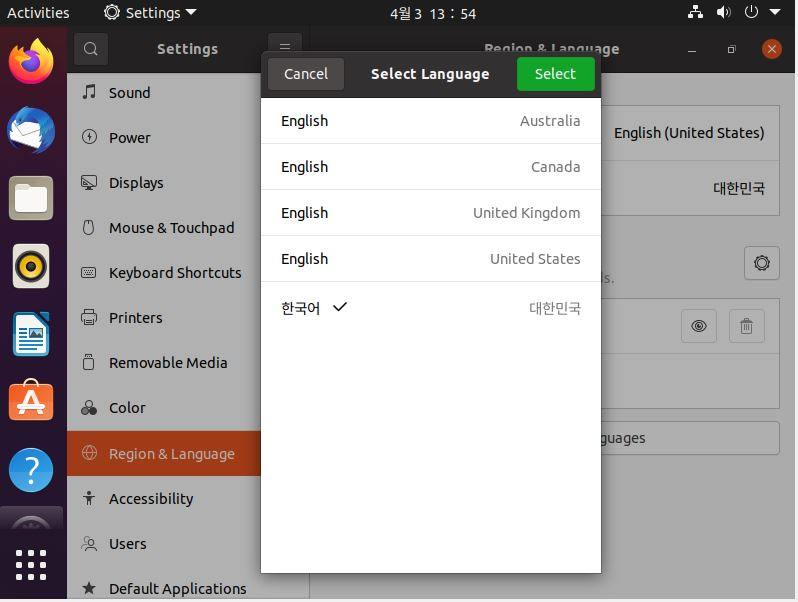 Activities Settings 4월 3 13 : 54
Settings
Region & Language
Cancel Select Language Select
Sound
Power
Displays
Mouse & Touchpad
Keyboard Shortcuts
Printers
Removable Media
Color
Region & Language
Accessibility
Users
Default Applications
English Australia
English Canada
English United Kingdom
English United States
한국어 대한민국
English (United States)
대한민국